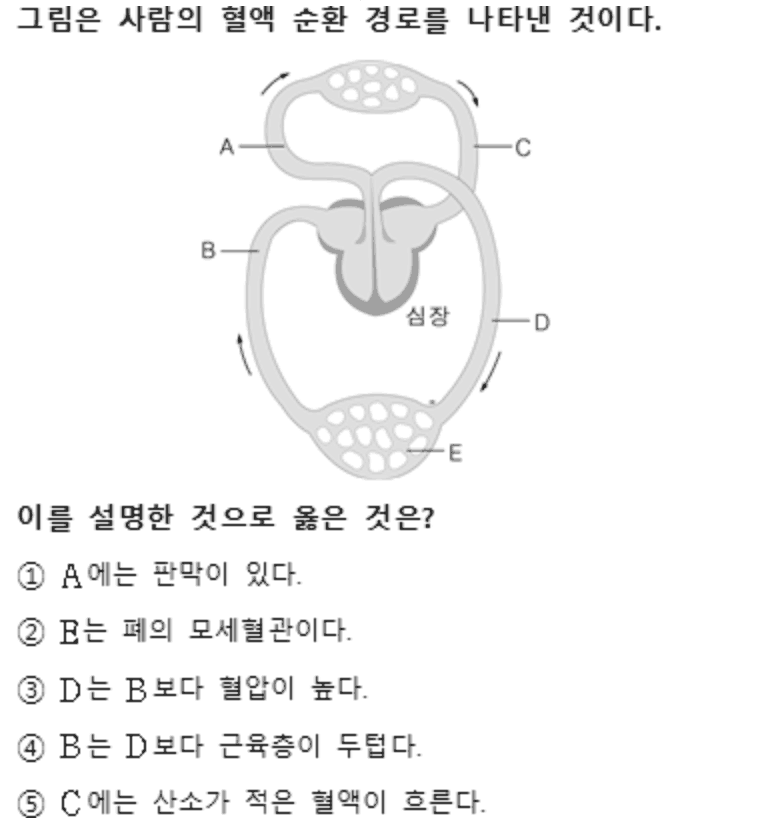 그림은 사람의 혈액 순환 경로를 나타낸 것이다.
A
C
B
심장
D
E
이를 설명한 것으로 옳은 것은?
① A에는 판막이 있다.
② E는 폐의 모세혈관이다.
③ D는 B보다 혈압이 높다.
④ B는 D보다 근육층이 두텁다.
⑤ C에는 산소가 적은 혈액이 흐른다.